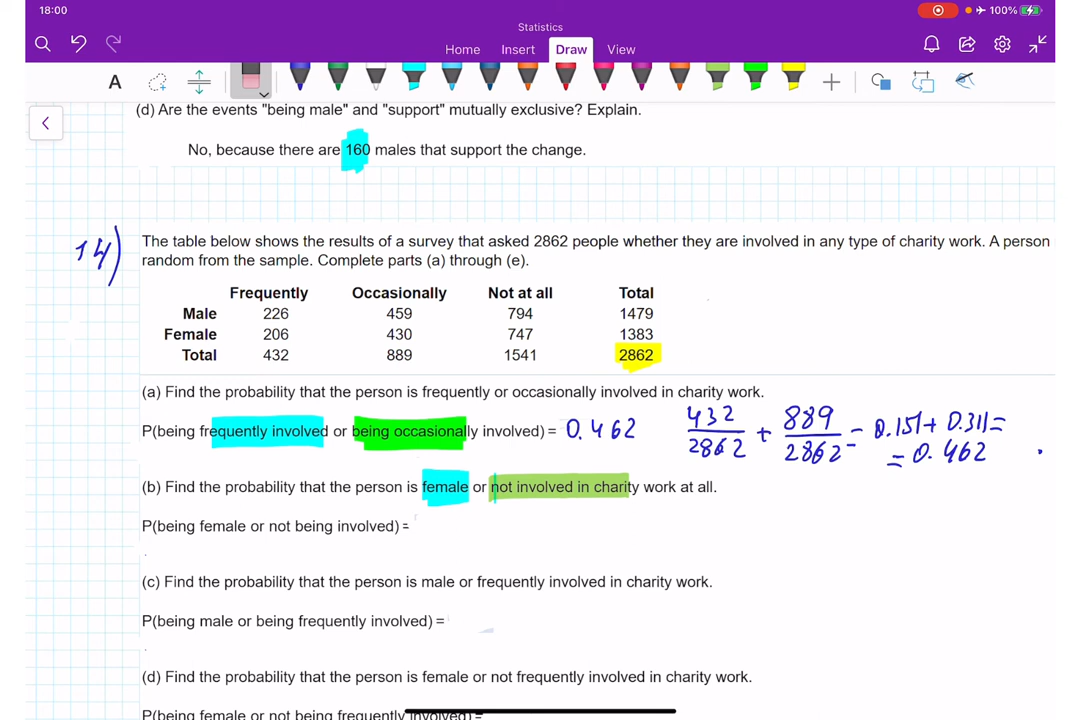 18:00
100%
Statistics
Home Insert Draw View
A
(d) Are the events "being male" and "support" mutually exclusive? Explain.
No, because there are 160 males that support the change.
14)
The table below shows the results of a survey that asked 2862 people whether they are involved in any type of charity work. A person
random from the sample. Complete parts (a) through (e).
Frequently Occasionally Not at all Total
Male 226 459 794 1479
Female 206 430 747 1383
Total 432 889 1541 2862
(a) Find the probability that the person is frequently or occasionally involved in charity work.
P(being frequently involved or being occasionally involved) = 0.462 432/2862 + 889/2862 = 0.151 + 0.311 =
= 0.462
(b) Find the probability that the person is female or not involved in charity work at all.
P(being female or not being involved) =
(c) Find the probability that the person is male or frequently involved in charity work.
P(being male or being frequently involved) =
(d) Find the probability that the person is female or not frequently involved in charity work.
P(being female or not being frequently involved) =